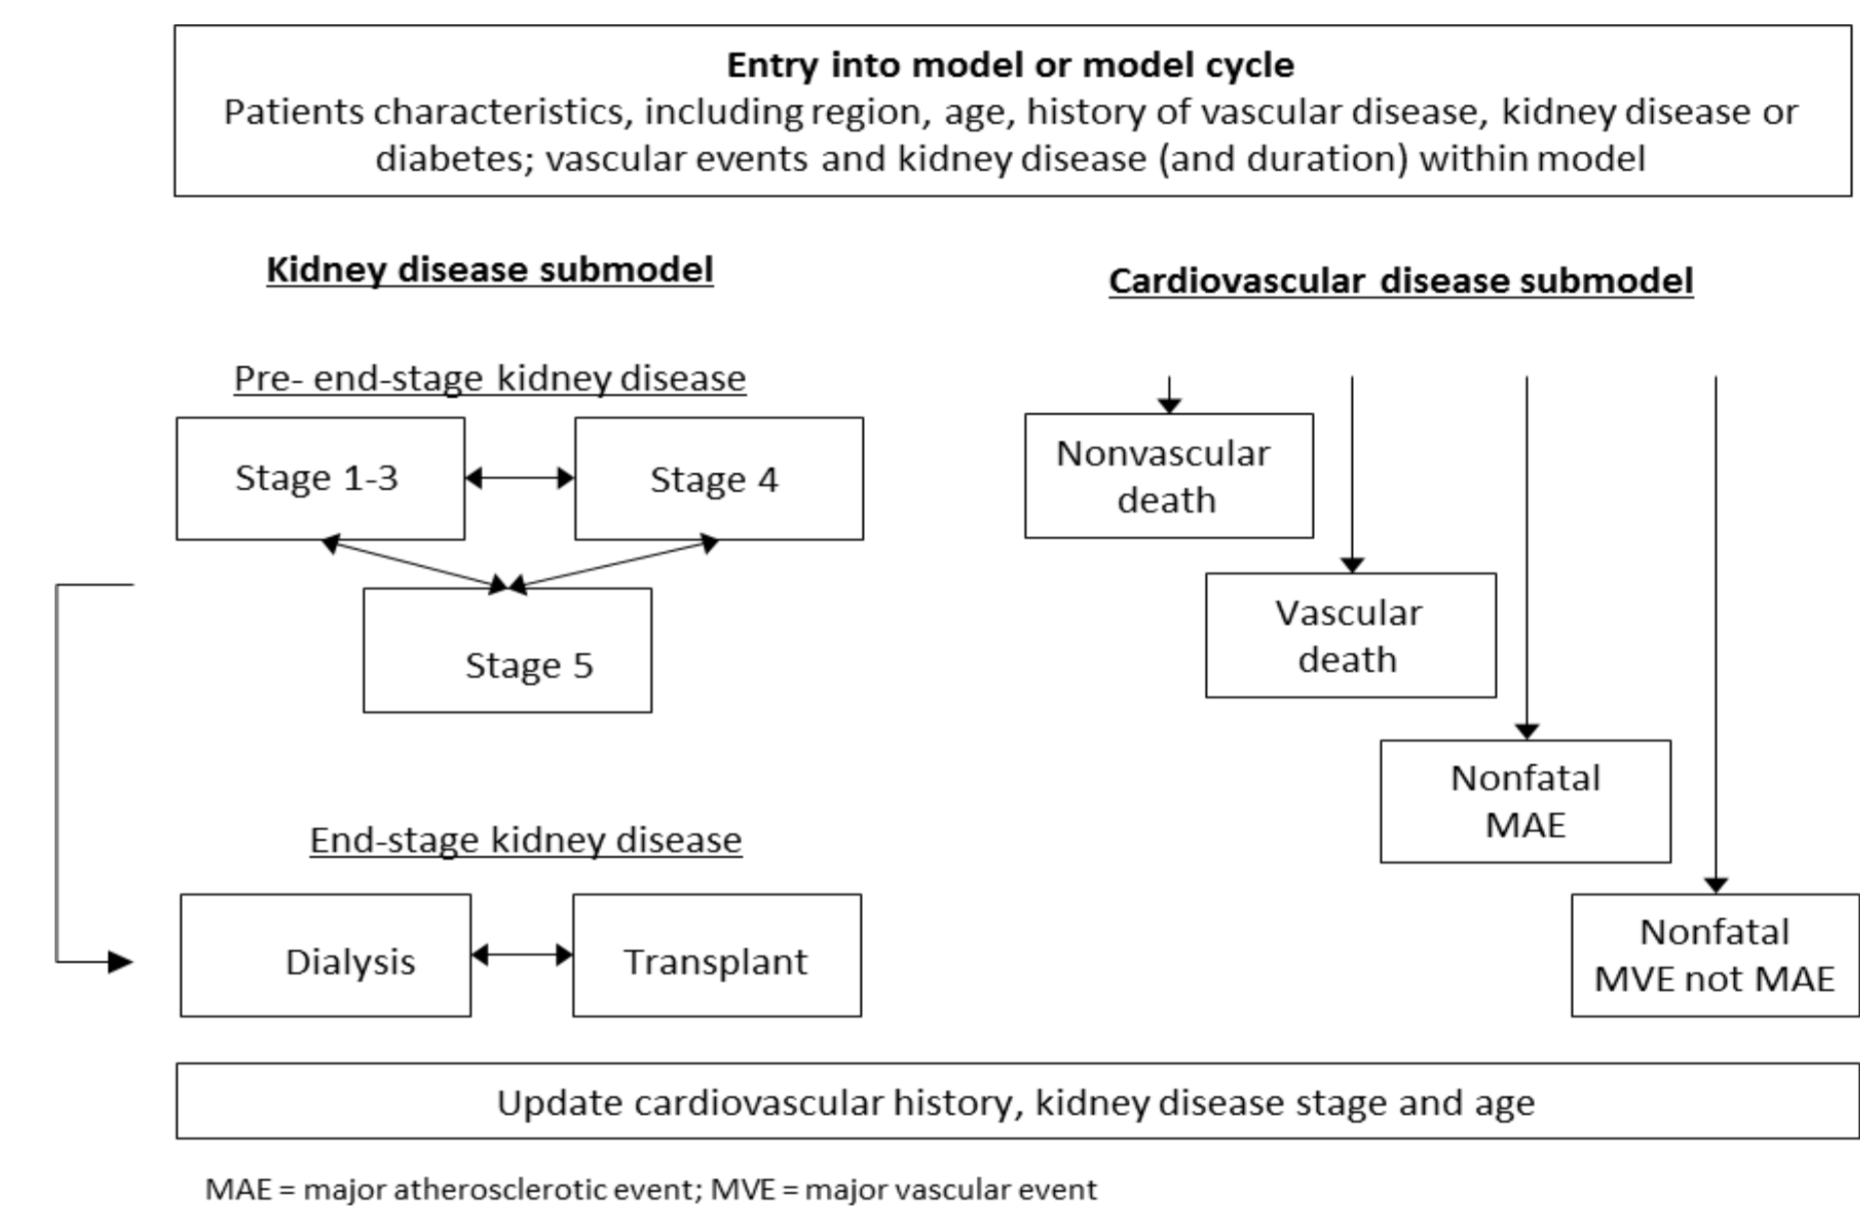 Entry into model or model cycle
Patients characteristics, including region, age, history of vascular disease, kidney disease or
diabetes; vascular events and kidney disease (and duration) within model
Kidney disease submodel
Cardiovascular disease submodel
Pre- end-stage kidney disease
Stage 1-3
Stage 4
Stage 5
End-stage kidney disease
Dialysis
Transplant
Nonvascular
death
Vascular
death
Nonfatal
MAE
Nonfatal
MVE not MAE
Update cardiovascular history, kidney disease stage and age
MAE = major atherosclerotic event; MVE = major vascular event